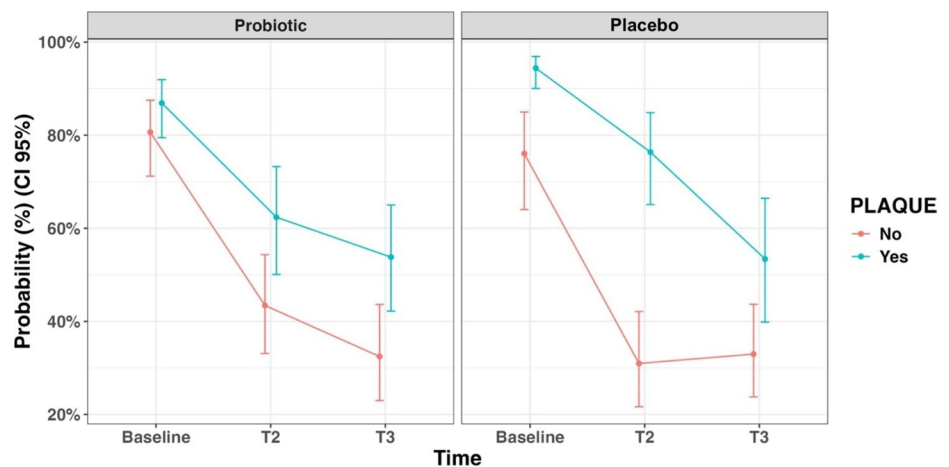 Probiotic
Placebo
Probability (%) (CI 95%)
100%
80%
60%
40%
20%
Baseline T2 T3
Baseline T2 T3
Time
PLAQUE
No
Yes